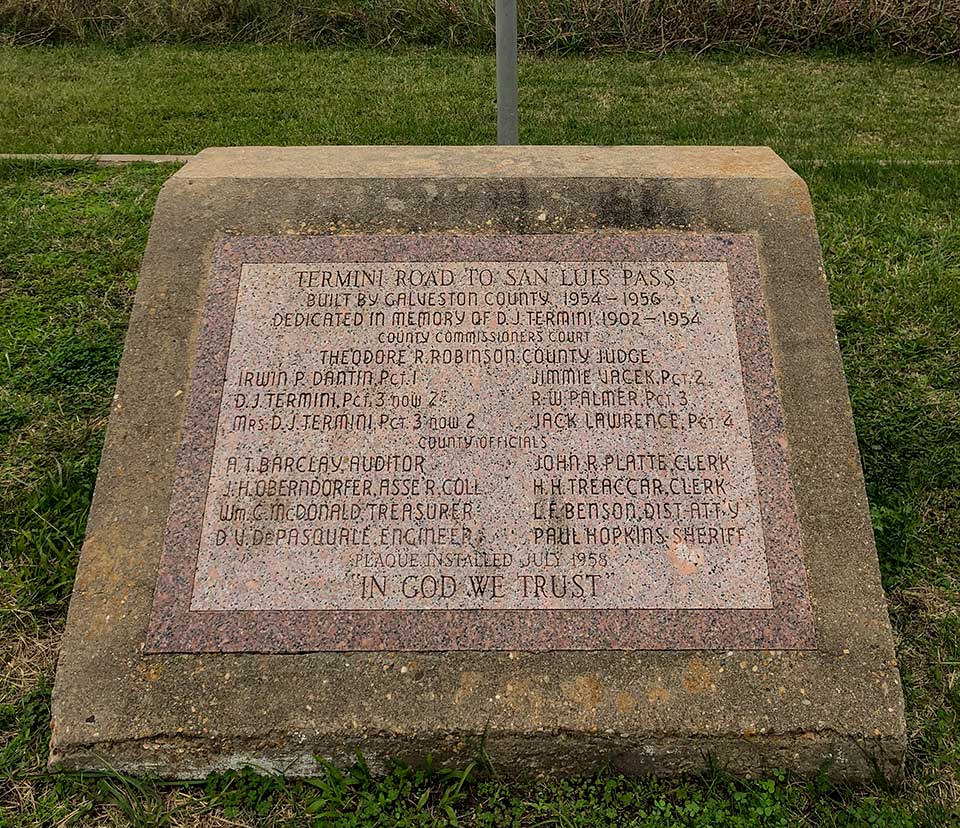 TERMINI ROAD TO SAN LUIS PASS
BUILT BY GALVESTON COUNTY, 1954 – 1956
DEDICATED IN MEMORY OF D.J. TERMINI, 1902 – 1954
COUNTY COMMISSIONERS COURT
THEODORE R. ROBINSON, COUNTY JUDGE
IRWIN P. DANTIN, PCT. 1 JIMMIE VACEK, PCT. 2
D.J. TERMINI, PCT. 3 NOW 2 R.W. PALMER, PCT. 3
MRS. D.J. TERMINI, PCT. 3 NOW 2 JACK LAWRENCE, PCT. 4
COUNTY OFFICIALS
A.T. BARCLAY, AUDITOR JOHN R. PLATTE, CLERK
J.H. OBERNDORFER, ASSE'R. COLL. H.H. TREACCAR, CLERK
WM. C. MCDONALD, TREASURER L.E. BENSON, DIST. ATT'Y
D.V. DEPASQUALE, ENGINEER PAUL HOPKINS, SHERIFF
PLAQUE INSTALLED JULY 1958
"IN GOD WE TRUST"